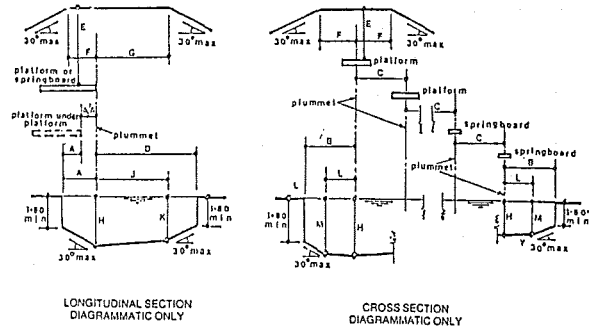 E
30°max
30°max
F
G
platform or
springboard
platform under
platform
plummet
A
D
A
J
1·80
min
H
K
1·80
min
30°max
30°max
LONGITUDINAL SECTION
DIAGRAMMATIC ONLY
E
30°max
30°max
F
F
platform
C
platform
plummet
C
springboard
C
springboard
B
B
plummet
L
L
L
1·80
min
M
H
H
M
1·80
min
Y
30°max
30°max
CROSS SECTION
DIAGRAMMATIC ONLY